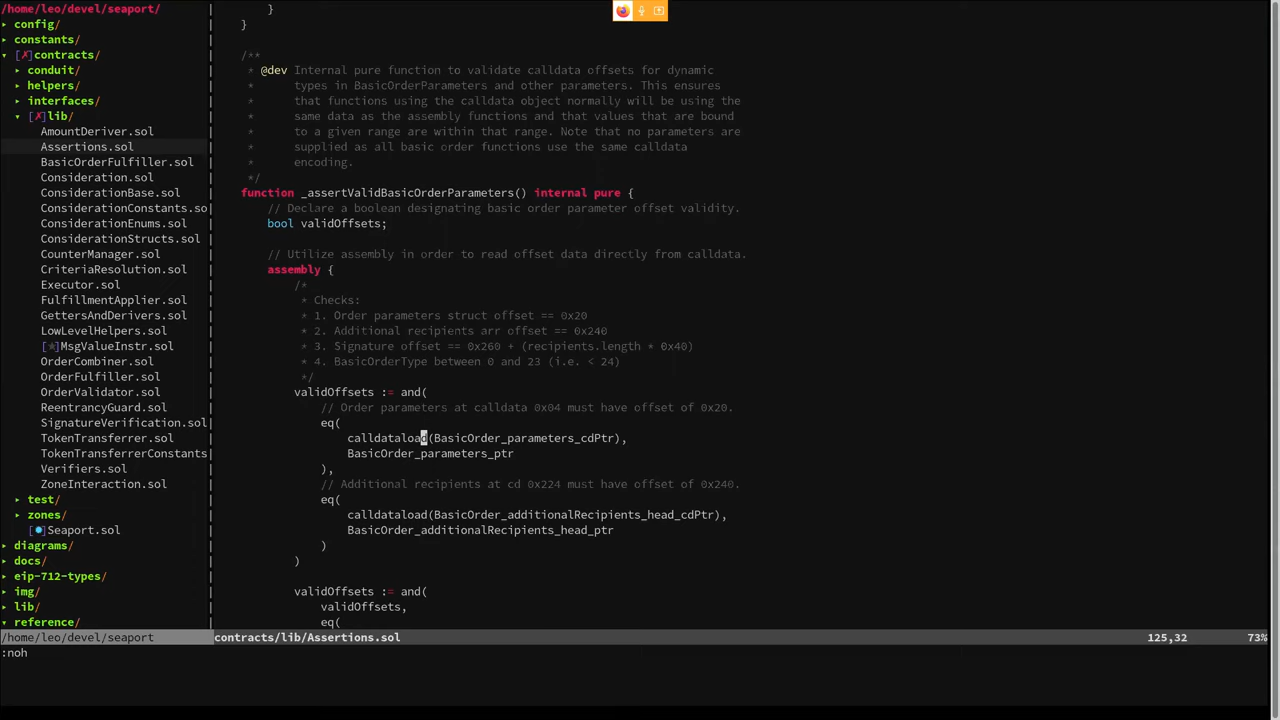 /home/leo/devel/seaport/
▸ config/
▸ constants/
▾ [✗]contracts/
▸ conduit/
▸ helpers/
▸ interfaces/
▾ [✗]lib/
AmountDeriver.sol
Assertions.sol
BasicOrderFulfiller.sol
Consideration.sol
ConsiderationBase.sol
ConsiderationConstants.so
ConsiderationEnums.sol
ConsiderationStructs.sol
CounterManager.sol
CriteriaResolution.sol
Executor.sol
FulfillmentApplier.sol
GettersAndDerivers.sol
LowLevelHelpers.sol
[★]MsgValueInstr.sol
OrderCombiner.sol
OrderFulfiller.sol
OrderValidator.sol
ReentrancyGuard.sol
SignatureVerification.sol
TokenTransferrer.sol
TokenTransferrerConstants
Verifiers.sol
ZoneInteraction.sol
▸ test/
▸ zones/
[●]Seaport.sol
▸ diagrams/
▸ docs/
▸ eip-712-types/
▸ img/
▸ lib/
▾ reference/
/home/leo/devel/seaport
}
}
/**
* @dev Internal pure function to validate calldata offsets for dynamic
* types in BasicOrderParameters and other parameters. This ensures
* that functions using the calldata object normally will be using the
* same data as the assembly functions and that values that are bound
* to a given range are within that range. Note that no parameters are
* supplied as all basic order functions use the same calldata
* encoding.
*/
function _assertValidBasicOrderParameters() internal pure {
// Declare a boolean designating basic order parameter offset validity.
bool validOffsets;
// Utilize assembly in order to read offset data directly from calldata.
assembly {
/*
* Checks:
* 1. Order parameters struct offset == 0x20
* 2. Additional recipients arr offset == 0x240
* 3. Signature offset == 0x260 + (recipients.length * 0x40)
* 4. BasicOrderType between 0 and 23 (i.e. < 24)
*/
validOffsets := and(
// Order parameters at calldata 0x04 must have offset of 0x20.
eq(
calldataload(BasicOrder_parameters_cdPtr),
BasicOrder_parameters_ptr
),
// Additional recipients at cd 0x224 must have offset of 0x240.
eq(
calldataload(BasicOrder_additionalRecipients_head_cdPtr),
BasicOrder_additionalRecipients_head_ptr
)
)
validOffsets := and(
validOffsets,
eq(
contracts/lib/Assertions.sol 125,32 73%
:noh